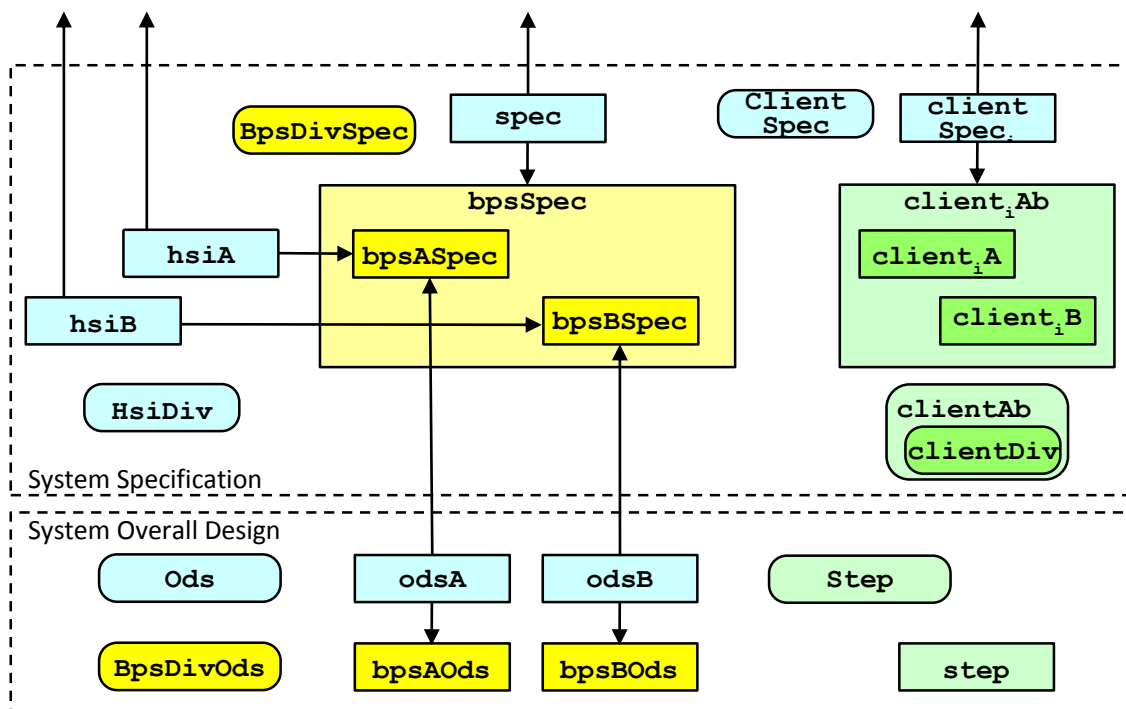 BpsDivSpec
spec
Client
Spec
client
Specᵢ
bpsSpec
clientᵢAb
hsiA
bpsASpec
clientᵢA
hsiB
bpsBSpec
clientᵢB
HsiDiv
clientAb
clientDiv
System Specification
System Overall Design
Ods
odsA
odsB
Step
BpsDivOds
bpsAOds
bpsBOds
step